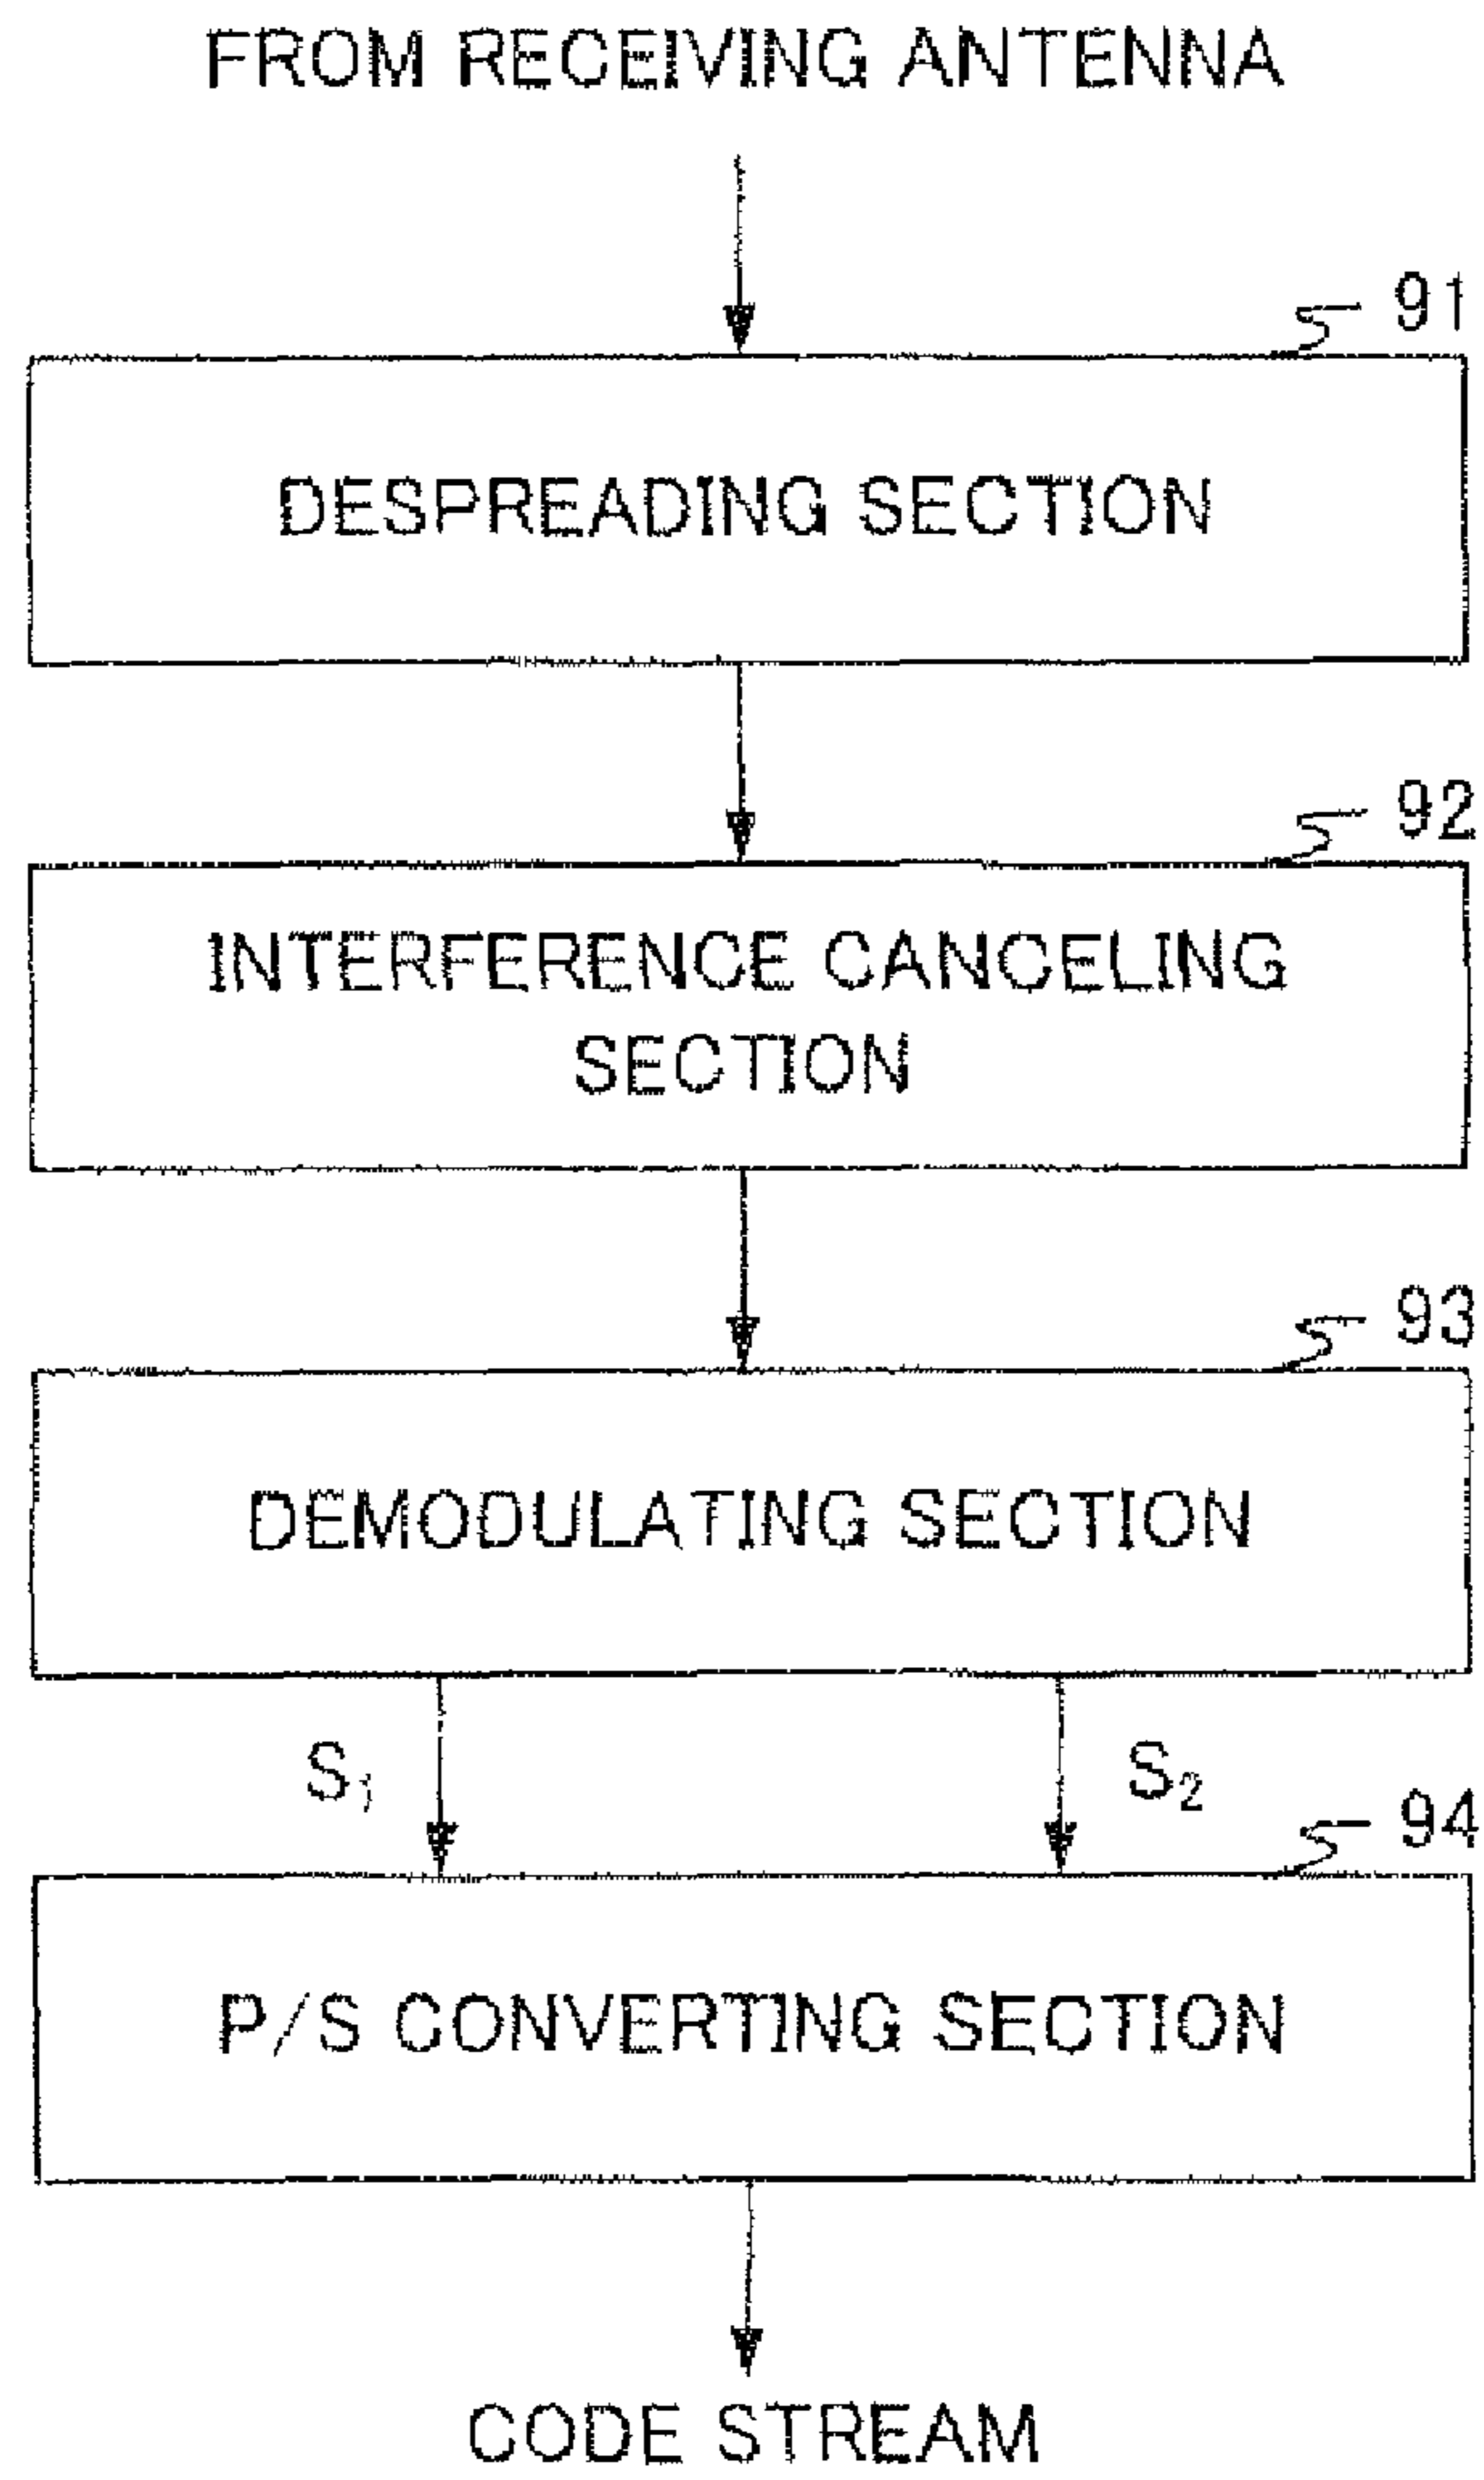 FROM RECEIVING ANTENNA
91
DESPREADING SECTION
92
INTERFERENCE CANCELING
SECTION
93
DEMODULATING SECTION
S₁
S₂
94
P/S CONVERTING SECTION
CODE STREAM